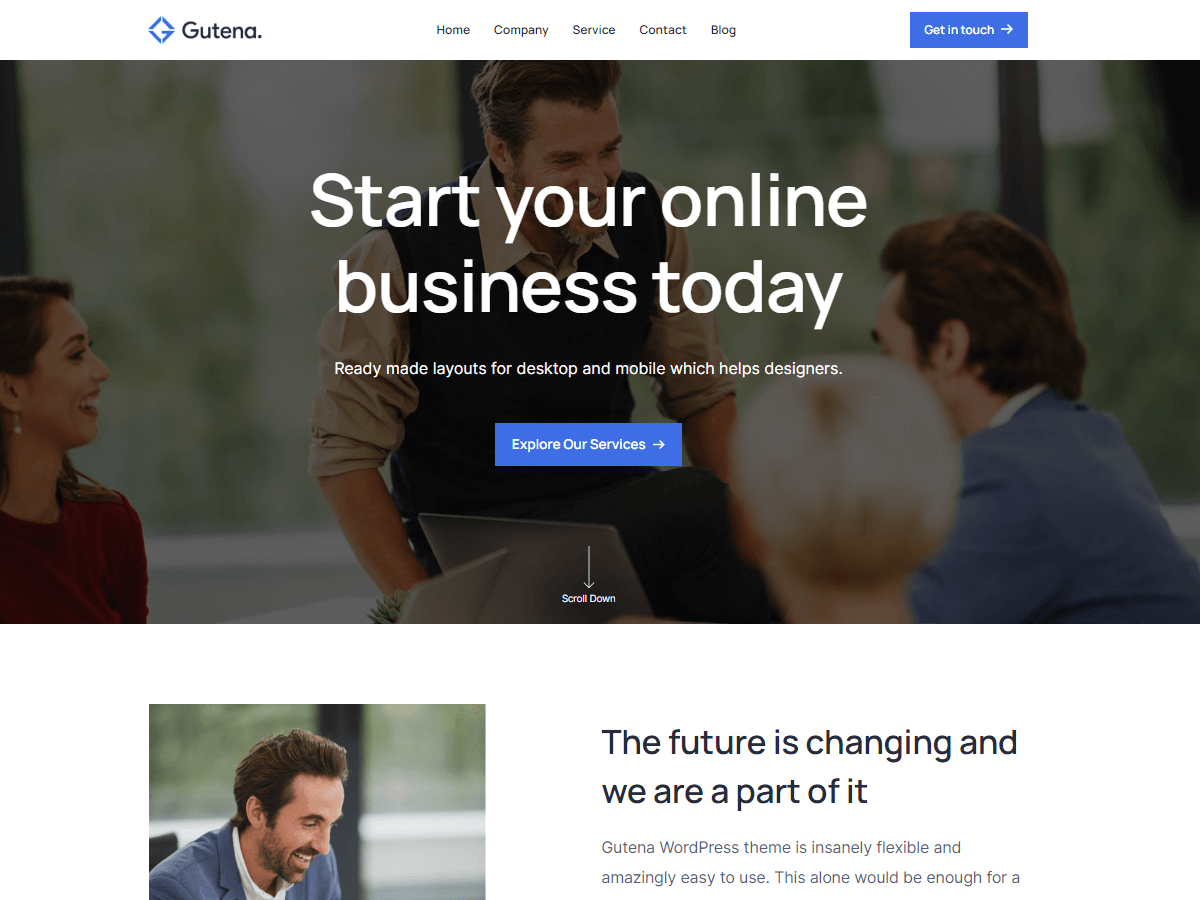 Gutena.
Home Company Service Contact Blog
Get in touch →
Start your online
business today
Ready made layouts for desktop and mobile which helps designers.
Explore Our Services →
Scroll Down
The future is changing and
we are a part of it
Gutena WordPress theme is insanely flexible and
amazingly easy to use. This alone would be enough for a